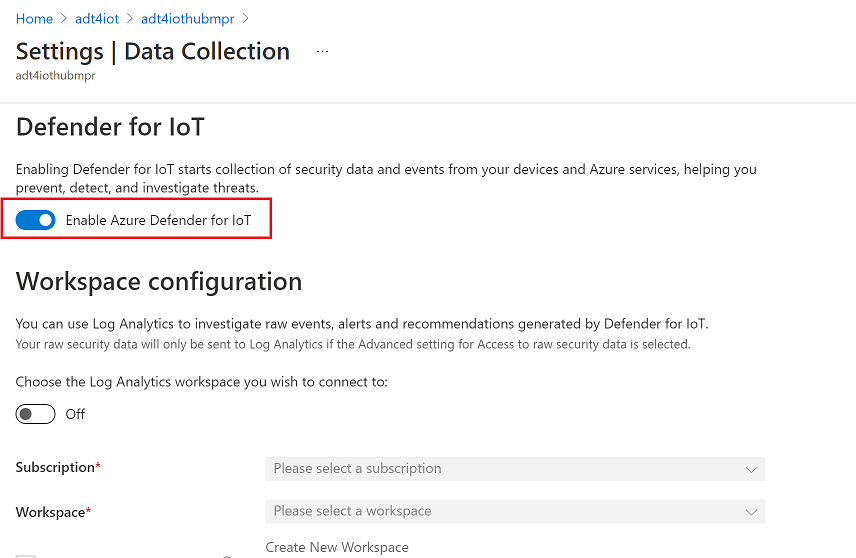 Home > adt4iot > adt4iothubmpr >
Settings | Data Collection ...
adt4iothubmpr
Defender for IoT
Enabling Defender for IoT starts collection of security data and events from your devices and Azure services, helping you
prevent, detect, and investigate threats.
Enable Azure Defender for IoT
Workspace configuration
You can use Log Analytics to investigate raw events, alerts and recommendations generated by Defender for IoT.
Your raw security data will only be sent to Log Analytics if the Advanced setting for Access to raw security data is selected.
Choose the Log Analytics workspace you wish to connect to:
Off
Subscription* Please select a subscription
Workspace* Please select a workspace
Create New Workspace